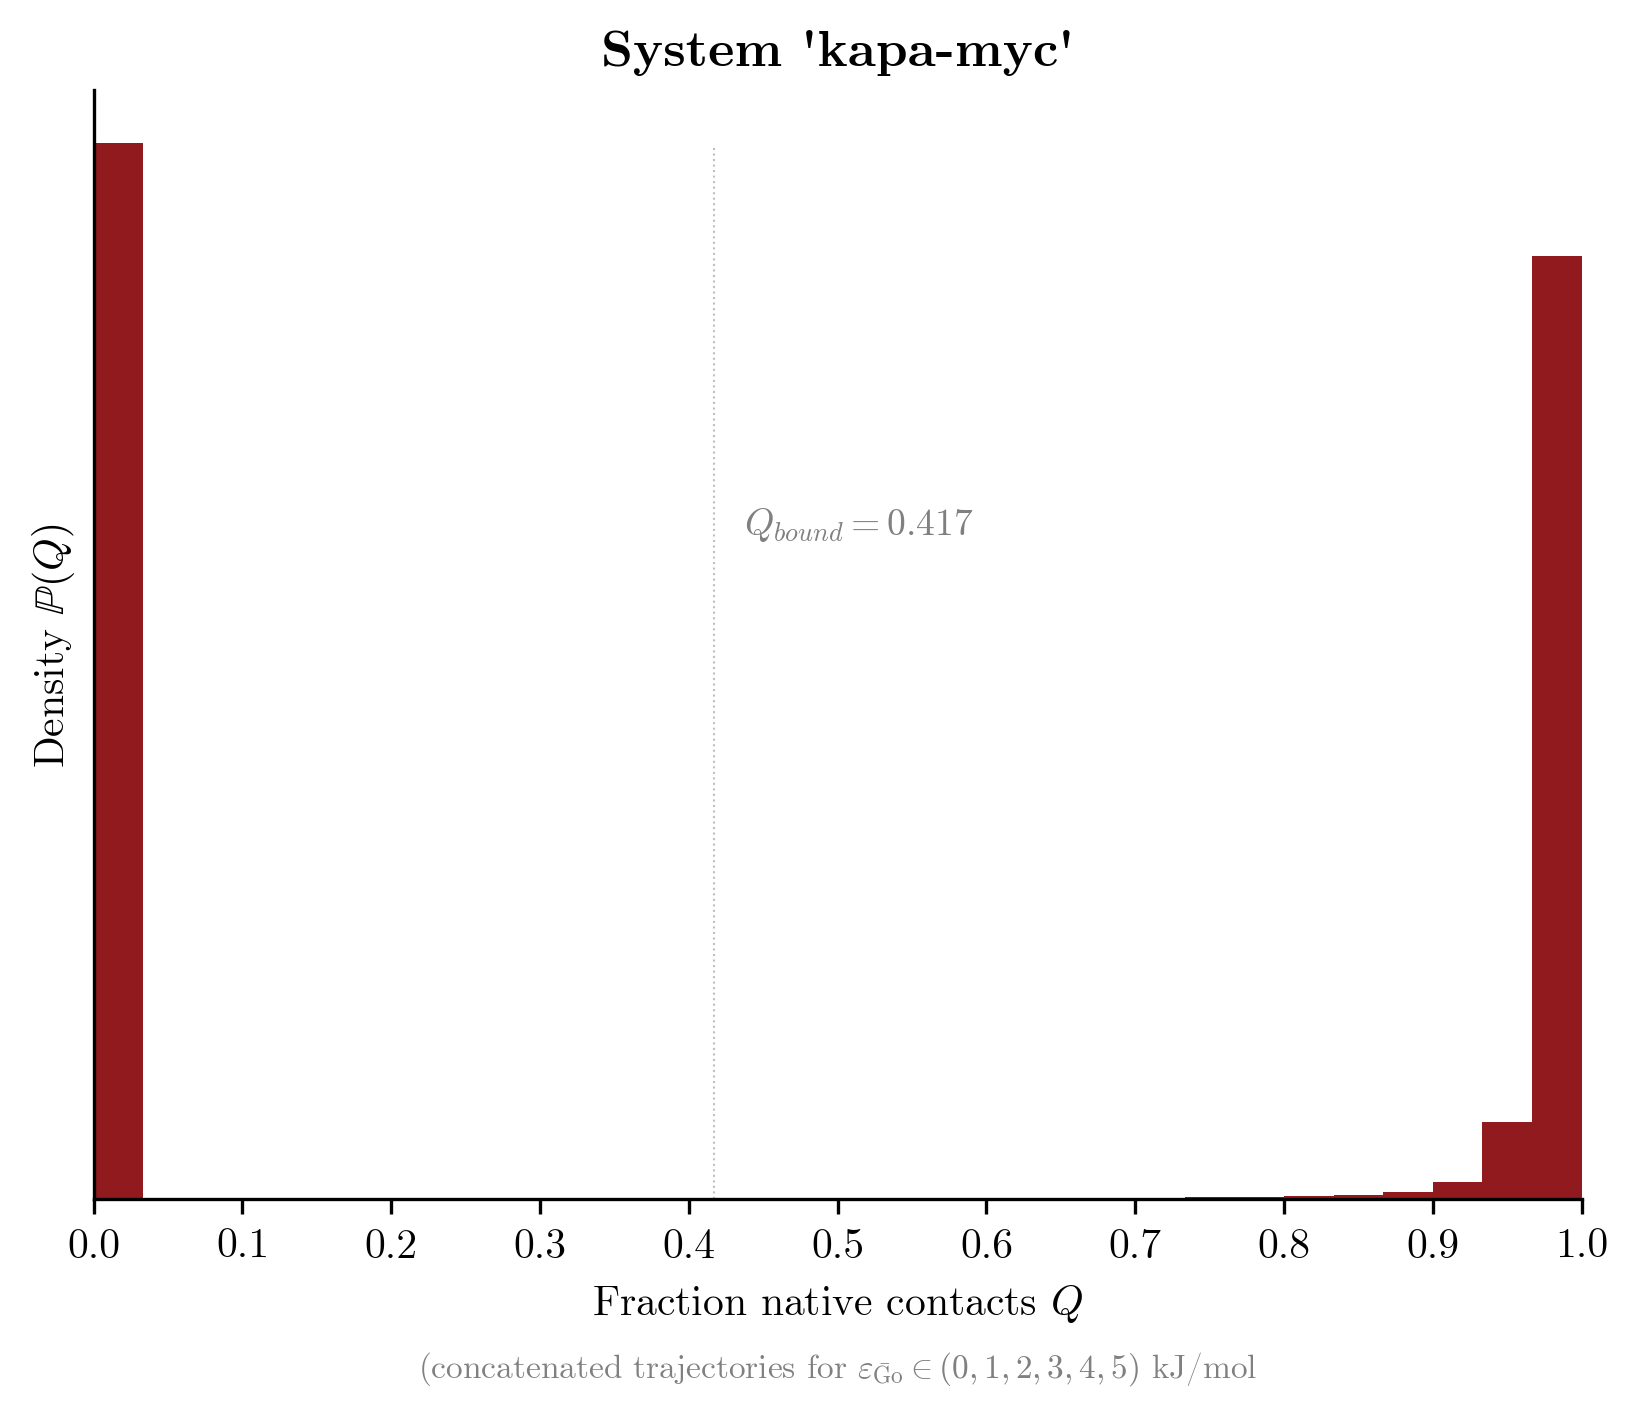 System 'kapa-myc'
Density ℙ(Q)
Q_bound = 0.417
0.0 0.1 0.2 0.3 0.4 0.5 0.6 0.7 0.8 0.9 1.0
Fraction native contacts Q
(concatenated trajectories for ε_Ḡo ∈ (0, 1, 2, 3, 4, 5) kJ/mol